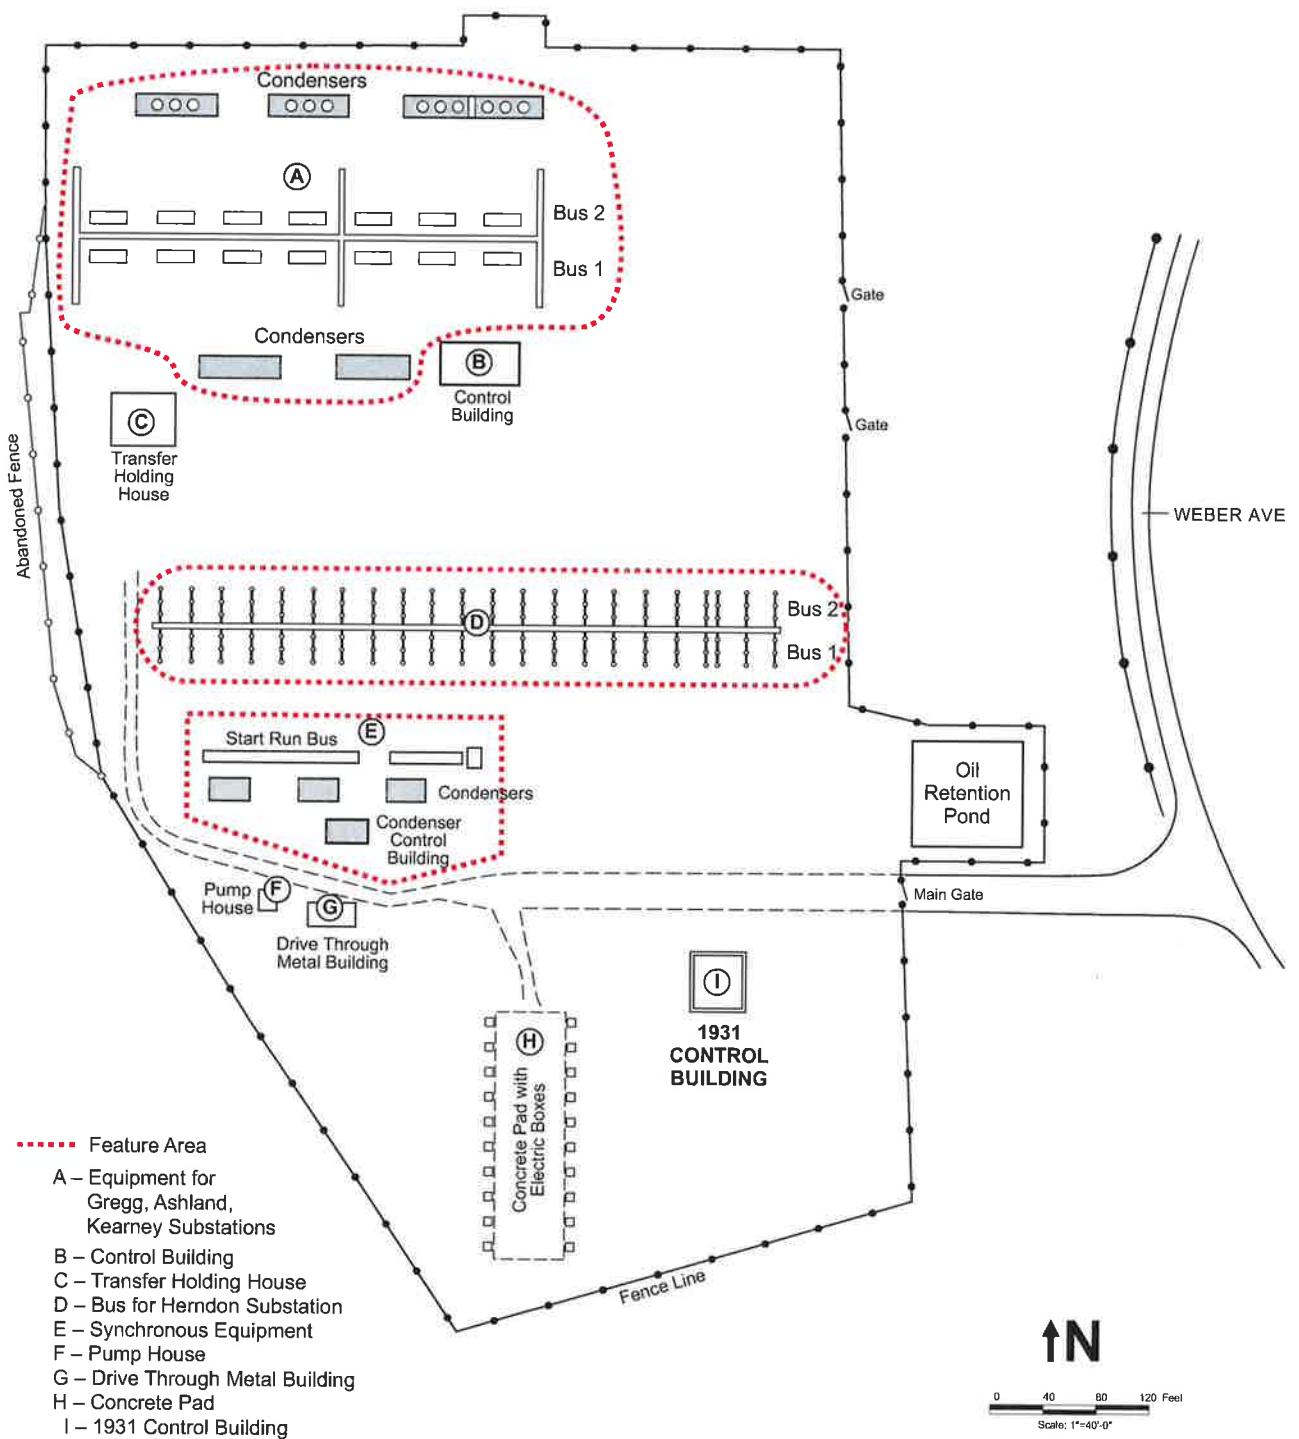 Condensers
A
Bus 2
Bus 1
Gate
Condensers
B
Control
Building
C
Transfer
Holding
House
Gate
Abandoned Fence
WEBER AVE
D
Bus 2
Bus 1
E
Start Run Bus
Condensers
Condenser
Control
Building
Oil
Retention
Pond
Pump
House
F
G
Drive Through
Metal Building
Main Gate
I
1931
CONTROL
BUILDING
H
Concrete Pad with
Electric Boxes
Fence Line
Feature Area
A – Equipment for
Gregg, Ashland,
Kearney Substations
B – Control Building
C – Transfer Holding House
D – Bus for Herndon Substation
E – Synchronous Equipment
F – Pump House
G – Drive Through Metal Building
H – Concrete Pad
I – 1931 Control Building
N
0 40 80 120 Feet
Scale: 1"=40'-0"